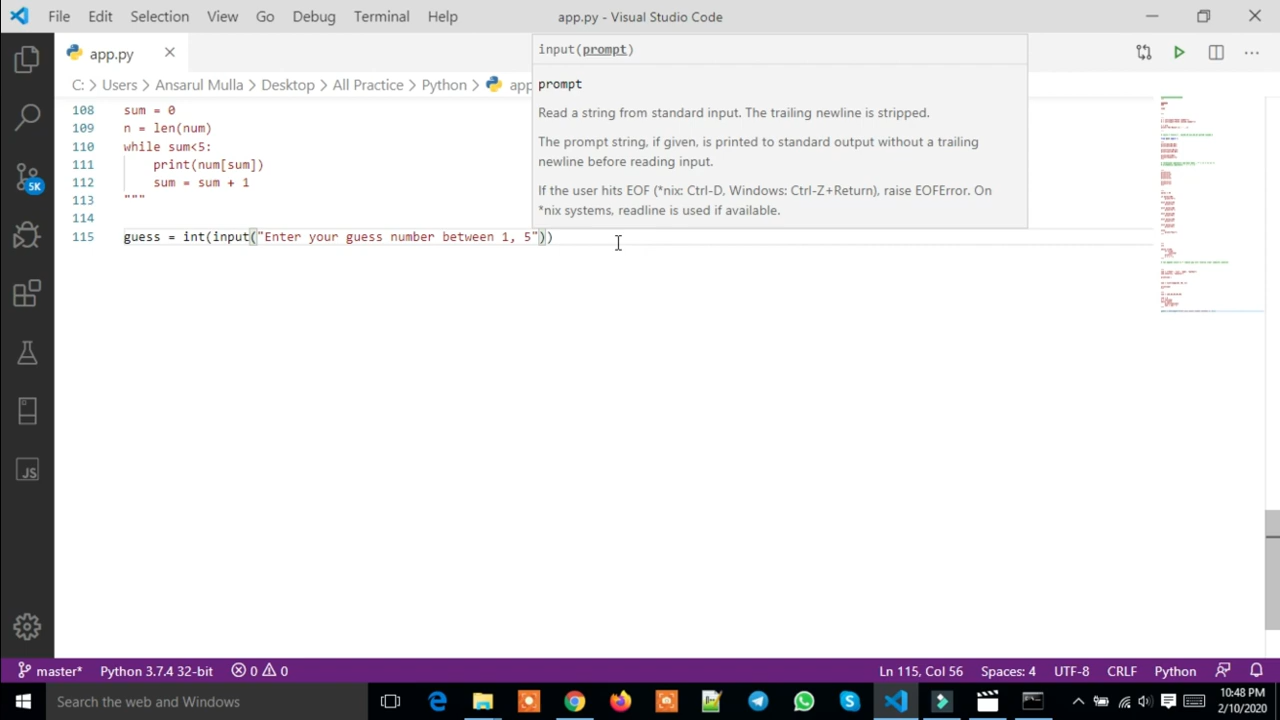 File Edit Selection View Go Debug Terminal Help
app.py - Visual Studio Code
app.py
C: > Users > Ansarul Mulla > Desktop > All Practice > Python > app
input(prompt)
prompt
Read a string from standard input. The trailing newline is stripped.
The prompt string, if given, is printed to standard output without a trailing
newline before reading input.
If the user hits EOF (*nix: Ctrl-D, Windows: Ctrl-Z+Return), raise EOFError. On
*nix systems, readline is used if available.
108 sum = 0
109 n = len(num)
110 while sum<5:
111 print(num[sum])
112 sum = sum + 1
113 """
114
115 guess = int(input("Enter your guess number between 1, 5"))
5K
JS
master* Python 3.7.4 32-bit 0 0 Ln 115, Col 56 Spaces: 4 UTF-8 CRLF Python
Search the web and Windows
10:48 PM
2/10/2020